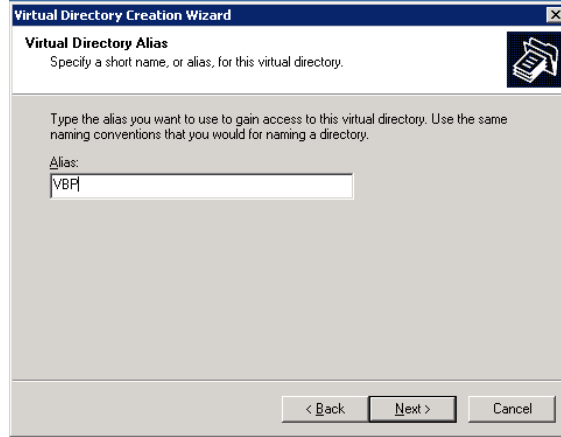 Virtual Directory Creation Wizard
Virtual Directory Alias
Specify a short name, or alias, for this virtual directory.
Type the alias you want to use to gain access to this virtual directory. Use the same
naming conventions that you would for naming a directory.
Alias:
VBP
< Back Next > Cancel